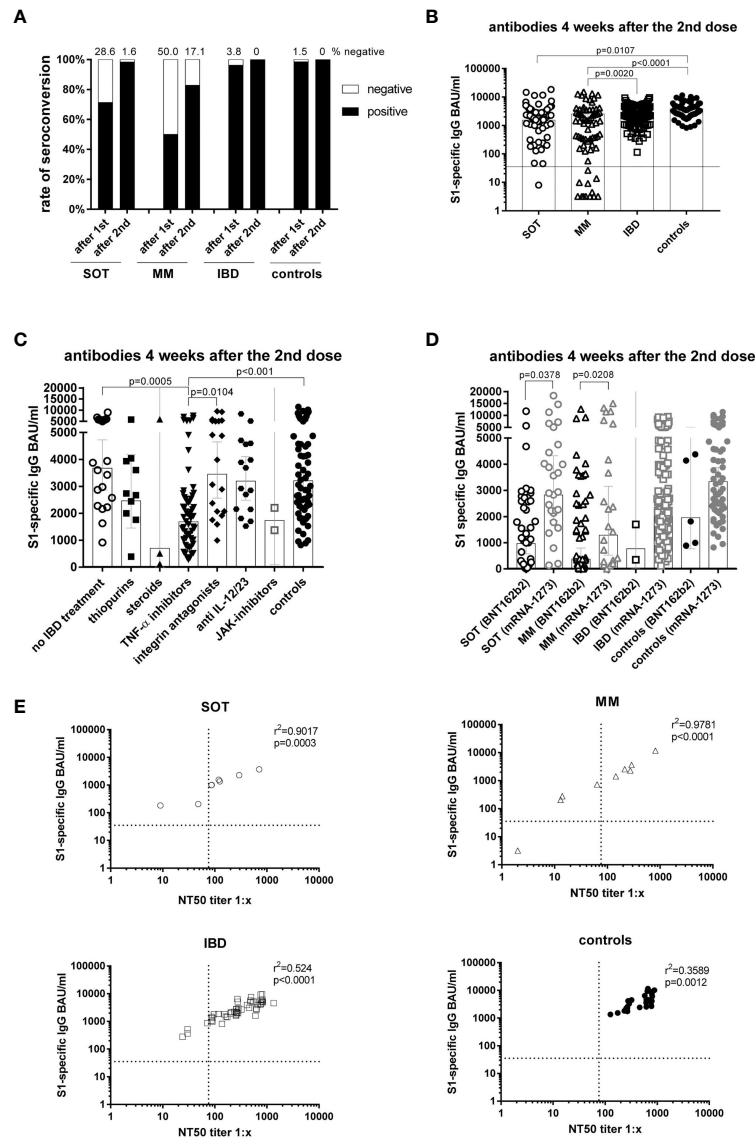 A
28.6 1.6 50.0 17.1 3.8 0 1.5 0 % negative
100%
80%
60%
40%
20%
0%
rate of seroconversion
negative
positive
after 1st
after 2nd
after 1st
after 2nd
after 1st
after 2nd
after 1st
after 2nd
SOT MM IBD controls
B
antibodies 4 weeks after the 2nd dose
p=0.0107
p<0.0001
p=0.0020
100000
10000
1000
100
10
1
S1-specific IgG BAU/ml
SOT
MM
IBD
controls
C
antibodies 4 weeks after the 2nd dose
p=0.0005
p<0.001
p=0.0104
20000
15000
10000
5000
5000
4000
3000
2000
1000
0
S1-specific IgG BAU/ml
no IBD treatment
thiopurins
steroids
TNF-α inhibitors
integrin antagonists
anti IL-12/23
JAK-inhibitors
controls
D
antibodies 4 weeks after the 2nd dose
p=0.0378
p=0.0208
20000
15000
10000
5000
5000
4000
3000
2000
1000
0
S1-specific IgG BAU/ml
SOT (BNT162b2)
SOT (mRNA-1273)
MM (BNT162b2)
MM (mRNA-1273)
IBD (BNT162b2)
IBD (mRNA-1273)
controls (BNT162b2)
controls (mRNA-1273)
E
SOT
r²=0.9017
p=0.0003
100000
10000
1000
100
10
1
S1-specific IgG BAU/ml
1 10 100 1000 10000
NT50 titer 1:x
MM
r²=0.9781
p<0.0001
100000
10000
1000
100
10
1
S1-specific IgG BAU/ml
1 10 100 1000 10000
NT50 titer 1:x
IBD
r²=0.524
p<0.0001
100000
10000
1000
100
10
1
S1-specific IgG BAU/ml
1 10 100 1000 10000
NT50 titer 1:x
controls
r²=0.3589
p=0.0012
100000
10000
1000
100
10
1
S1-specific IgG BAU/ml
1 10 100 1000 10000
NT50 titer 1:x